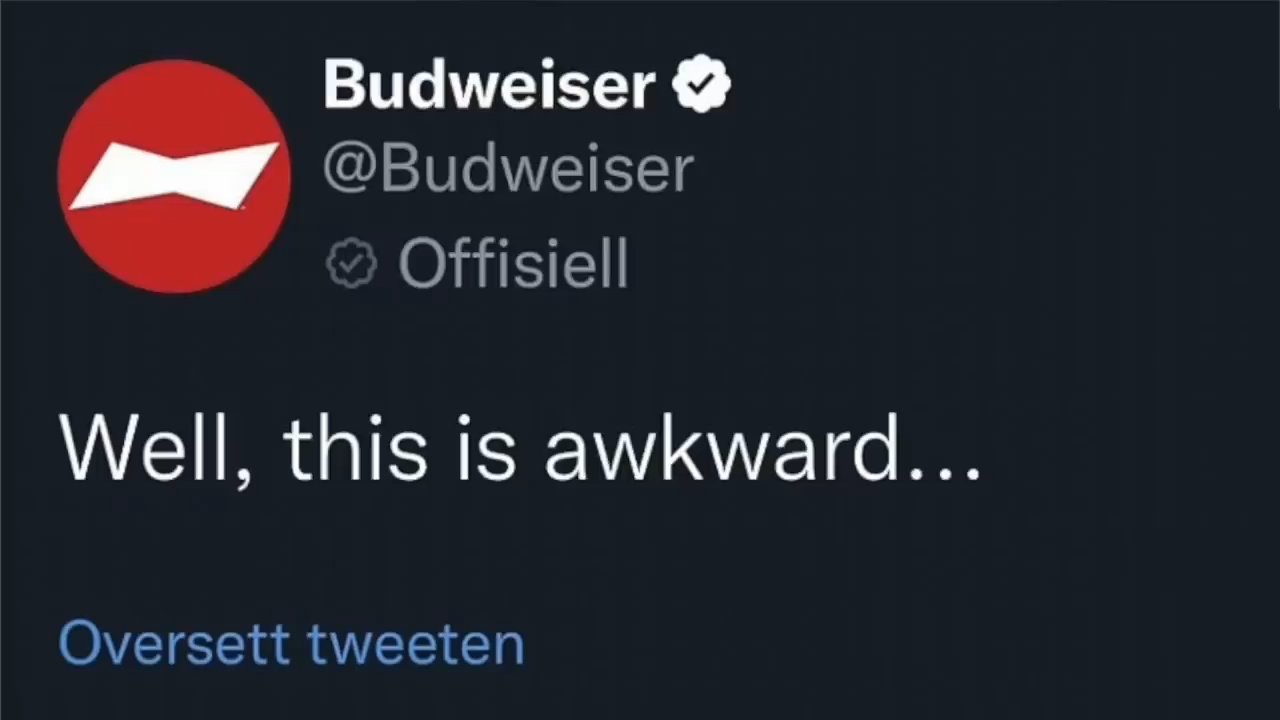 Budweiser
@Budweiser
Offisiell
Well, this is awkward...
Oversett tweeten